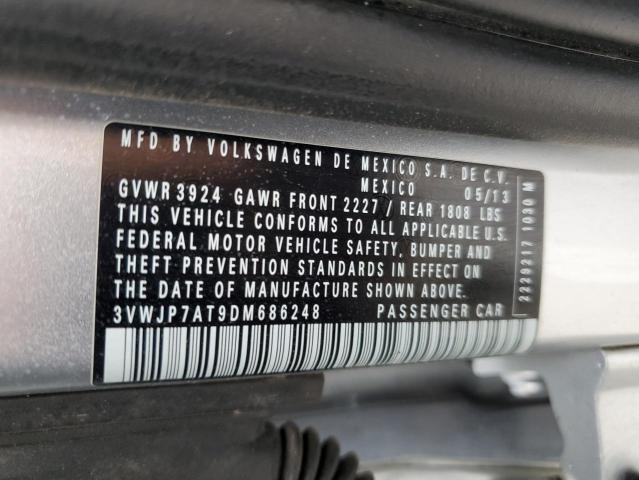 MFD BY VOLKSWAGEN DE MEXICO S.A. DE C.V.
MEXICO 05/13
GVWR 3924 GAWR FRONT 2227 / REAR 1808 LBS
THIS VEHICLE CONFORMS TO ALL APPLICABLE U.S.
FEDERAL MOTOR VEHICLE SAFETY, BUMPER AND
THEFT PREVENTION STANDARDS IN EFFECT ON
THE DATE OF MANUFACTURE SHOWN ABOVE.
3VWJP7AT9DM686248 PASSENGER CAR
2229217 1030 M